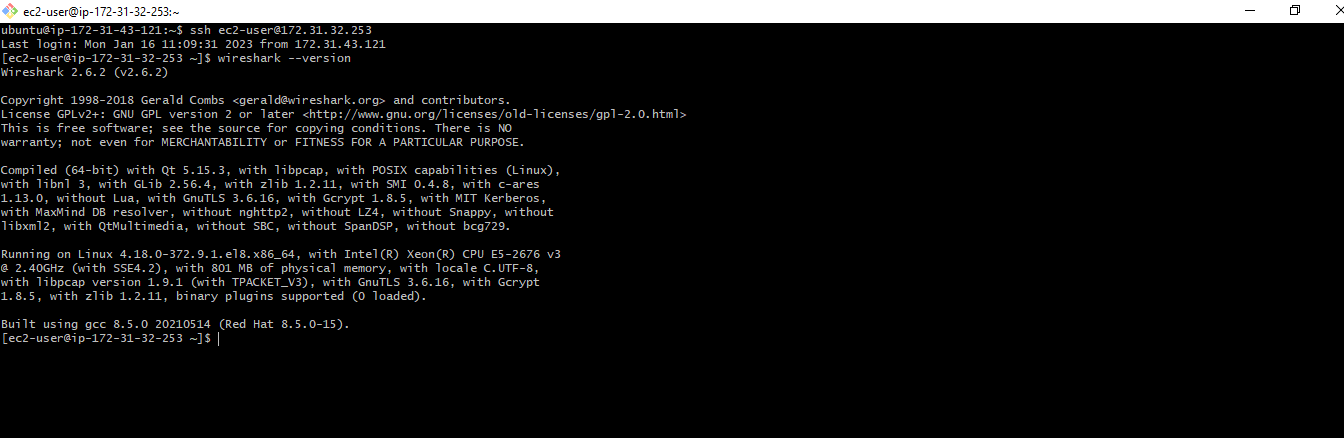 ec2-user@ip-172-31-32-253:~
ubuntu@ip-172-31-43-121:~$ ssh ec2-user@172.31.32.253
Last login: Mon Jan 16 11:09:31 2023 from 172.31.43.121
[ec2-user@ip-172-31-32-253 ~]$ wireshark --version
Wireshark 2.6.2 (v2.6.2)
Copyright 1998-2018 Gerald Combs <gerald@wireshark.org> and contributors.
License GPLv2+: GNU GPL version 2 or later <http://www.gnu.org/licenses/old-licenses/gpl-2.0.html>
This is free software; see the source for copying conditions. There is NO
warranty; not even for MERCHANTABILITY or FITNESS FOR A PARTICULAR PURPOSE.
Compiled (64-bit) with Qt 5.15.3, with libpcap, with POSIX capabilities (Linux),
with libnl 3, with GLib 2.56.4, with zlib 1.2.11, with SMI 0.4.8, with c-ares
1.13.0, without Lua, with GnuTLS 3.6.16, with Gcrypt 1.8.5, with MIT Kerberos,
with MaxMind DB resolver, without nghttp2, without LZ4, without Snappy, without
libxml2, with QtMultimedia, without SBC, without SpanDSP, without bcg729.
Running on Linux 4.18.0-372.9.1.el8.x86_64, with Intel(R) Xeon(R) CPU E5-2676 v3
@ 2.40GHz (with SSE4.2), with 801 MB of physical memory, with locale C.UTF-8,
with libpcap version 1.9.1 (with TPACKET_V3), with GnuTLS 3.6.16, with Gcrypt
1.8.5, with zlib 1.2.11, binary plugins supported (0 loaded).
Built using gcc 8.5.0 20210514 (Red Hat 8.5.0-15).
[ec2-user@ip-172-31-32-253 ~]$